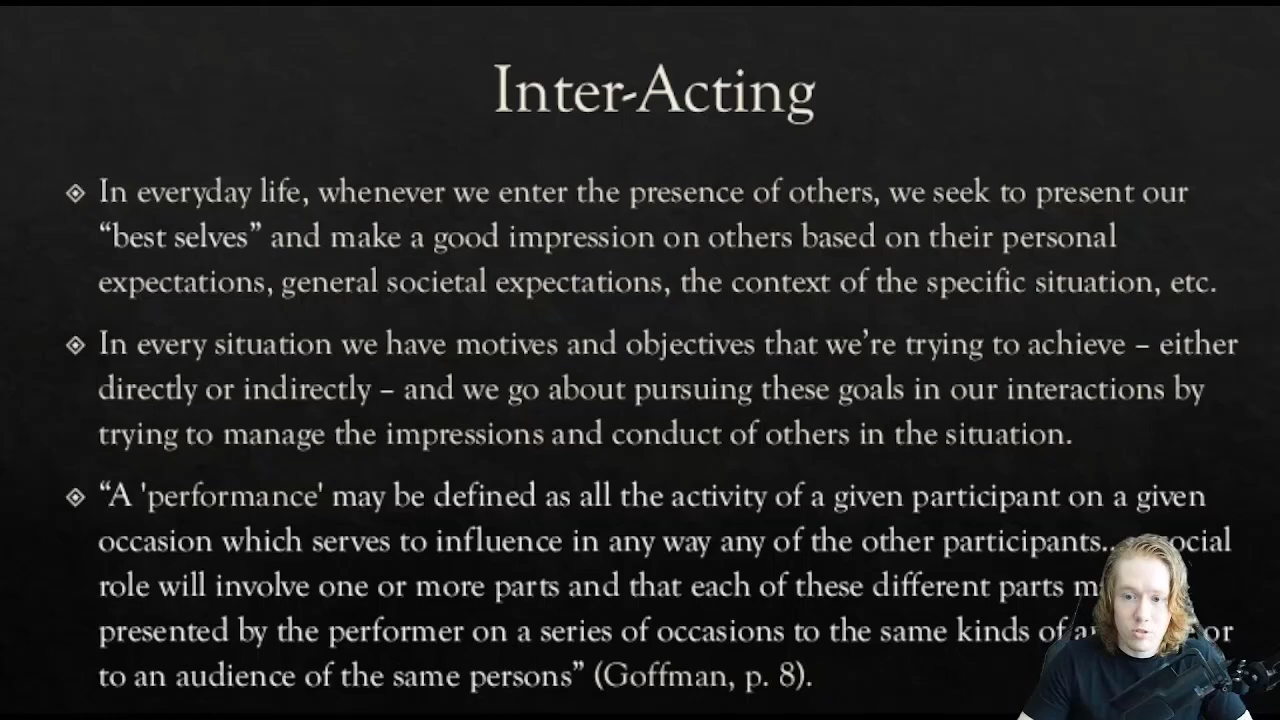 Inter-Acting
In everyday life, whenever we enter the presence of others, we seek to present our
“best selves” and make a good impression on others based on their personal
expectations, general societal expectations, the context of the specific situation, etc.
In every situation we have motives and objectives that we’re trying to achieve – either
directly or indirectly – and we go about pursuing these goals in our interactions by
trying to manage the impressions and conduct of others in the situation.
“A 'performance' may be defined as all the activity of a given participant on a given
occasion which serves to influence in any way any of the other participants...
role will involve one or more parts and that each of these different parts
presented by the performer on a series of occasions to the same kinds of or
to an audience of the same persons” (Goffman, p. 8).